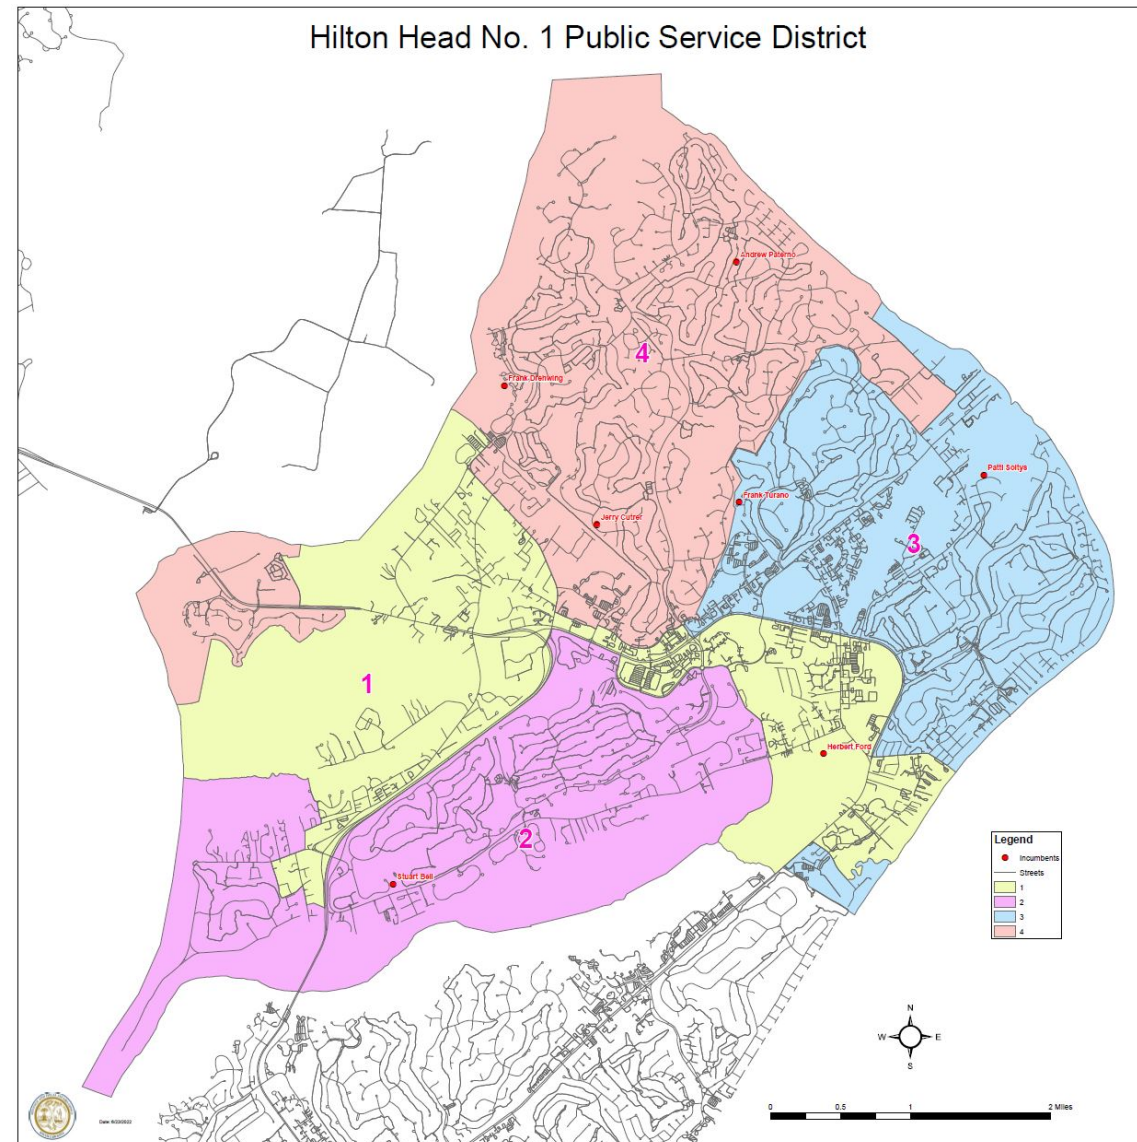 Hilton Head No. 1 Public Service District
Andrew Paterno
4
Frank Drehwing
Patti Soltys
Frank Turano
Jerry Cutrer
3
1
Herbert Ford
2
Stuart Bell
Legend
Incumbents
Streets
1
2
3
4
N
W E
S
0 0.5 1 2 Miles